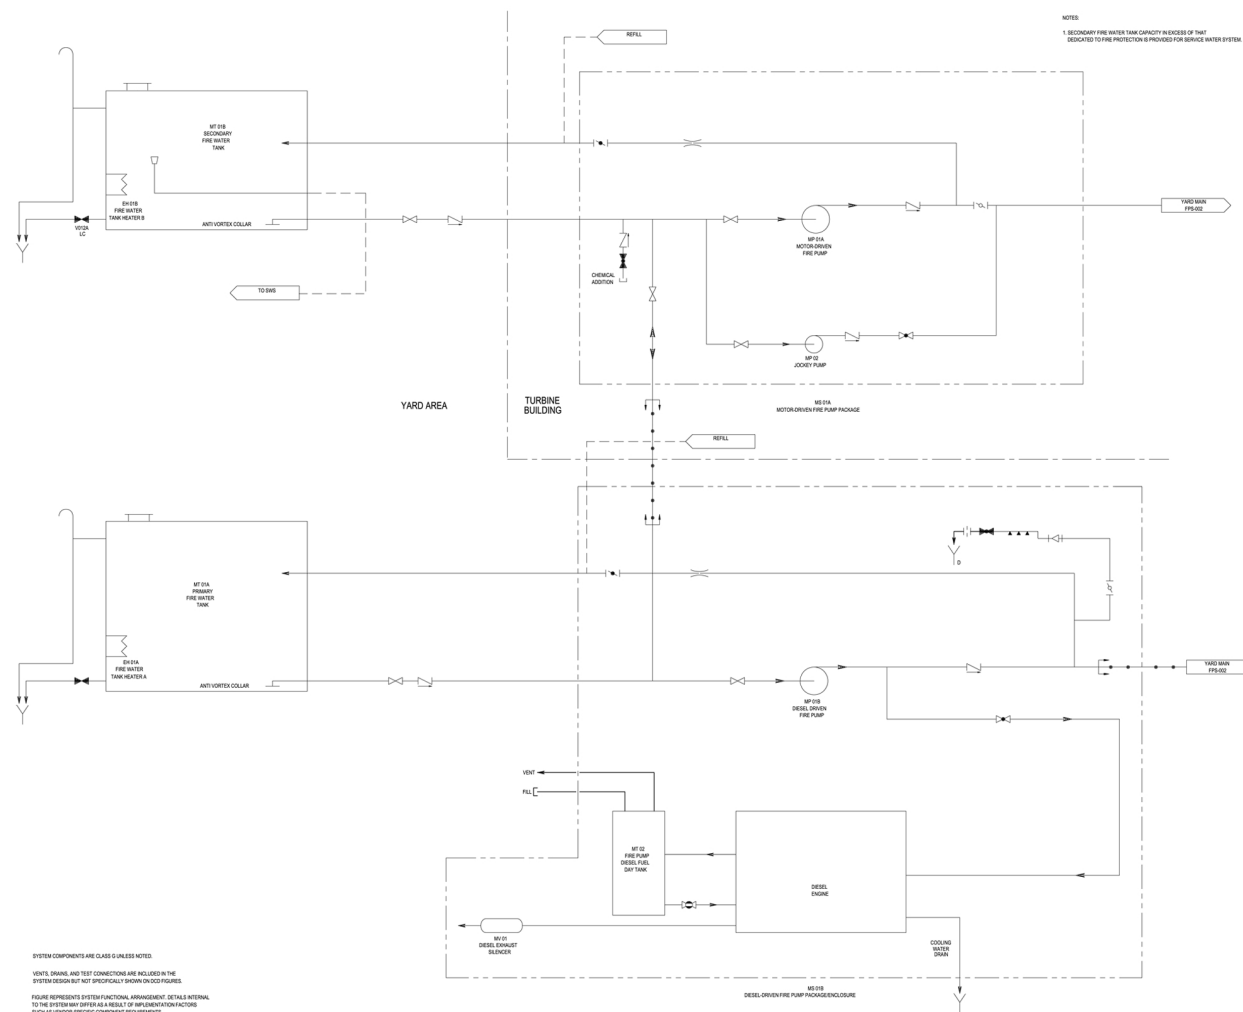 NOTES:
1. SECONDARY FIRE WATER TANK CAPACITY IN EXCESS OF THAT
DEDICATED TO FIRE PROTECTION IS PROVIDED FOR SERVICE WATER SYSTEM.
REFILL
MT 01B
SECONDARY
FIRE WATER
TANK
EH 01B
FIRE WATER
TANK HEATER B
ANTI VORTEX COLLAR
V012A
LC
TO SWS
CHEMICAL
ADDITION
MP 01A
MOTOR-DRIVEN
FIRE PUMP
YARD MAIN
FPS-002
MP 02
JOCKEY PUMP
MS 01A
MOTOR-DRIVEN FIRE PUMP PACKAGE
YARD AREA
TURBINE
BUILDING
REFILL
MT 01A
PRIMARY
FIRE WATER
TANK
EH 01A
FIRE WATER
TANK HEATER A
ANTI VORTEX COLLAR
D
YARD MAIN
FPS-002
MP 01B
DIESEL DRIVEN
FIRE PUMP
VENT
FILL
MT 02
FIRE PUMP
DIESEL FUEL
DAY TANK
DIESEL
ENGINE
MV 01
DIESEL EXHAUST
SILENCER
COOLING
WATER
DRAIN
MS 01B
DIESEL-DRIVEN FIRE PUMP PACKAGE/ENCLOSURE
SYSTEM COMPONENTS ARE CLASS G UNLESS NOTED.
VENTS, DRAINS, AND TEST CONNECTIONS ARE INCLUDED IN THE
SYSTEM DESIGN BUT NOT SPECIFICALLY SHOWN ON DCD FIGURES.
FIGURE REPRESENTS SYSTEM FUNCTIONAL ARRANGEMENT. DETAILS INTERNAL
TO THE SYSTEM MAY DIFFER AS A RESULT OF IMPLEMENTATION FACTORS
SUCH AS VENDOR-SPECIFIC COMPONENT REQUIREMENTS.